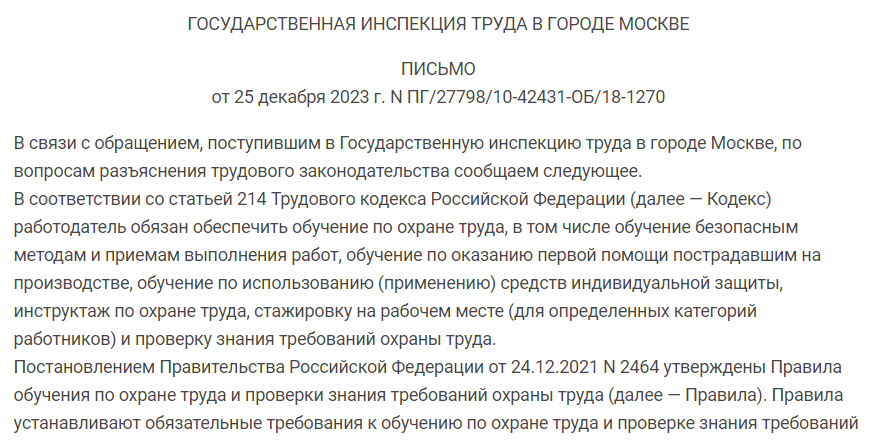 ГОСУДАРСТВЕННАЯ ИНСПЕКЦИЯ ТРУДА В ГОРОДЕ МОСКВЕ
ПИСЬМО
от 25 декабря 2023 г. N ПГ/27798/10-42431-ОБ/18-1270
В связи с обращением, поступившим в Государственную инспекцию труда в городе Москве, по
вопросам разъяснения трудового законодательства сообщаем следующее.
В соответствии со статьей 214 Трудового кодекса Российской Федерации (далее — Кодекс)
работодатель обязан обеспечить обучение по охране труда, в том числе обучение безопасным
методам и приемам выполнения работ, обучение по оказанию первой помощи пострадавшим на
производстве, обучение по использованию (применению) средств индивидуальной защиты,
инструктаж по охране труда, стажировку на рабочем месте (для определенных категорий
работников) и проверку знания требований охраны труда.
Постановлением Правительства Российской Федерации от 24.12.2021 N 2464 утверждены Правила
обучения по охране труда и проверки знания требований охраны труда (далее — Правила). Правила
устанавливают обязательные требования к обучению по охране труда и проверке знания требований